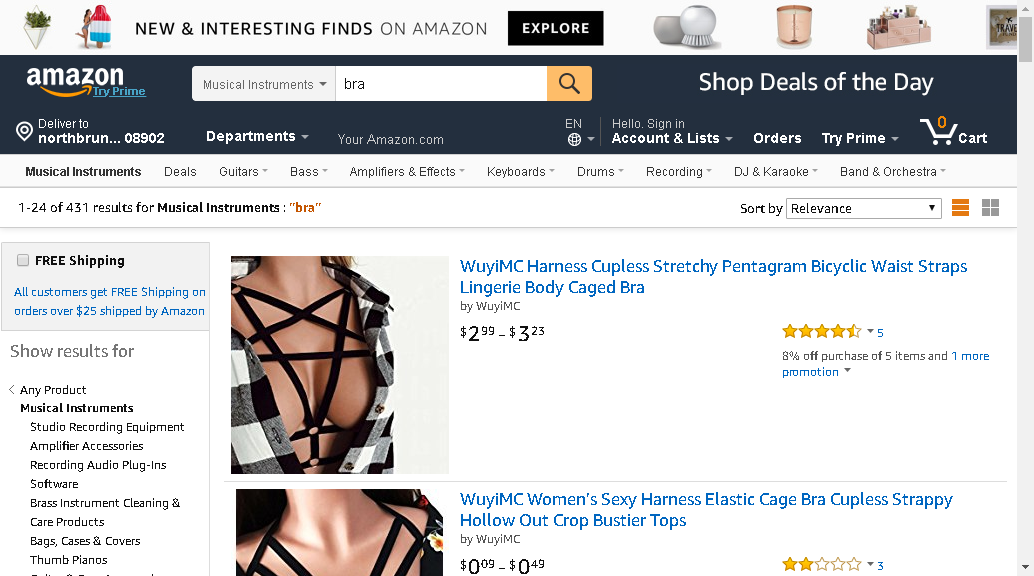 NEW & INTERESTING FINDS ON AMAZON EXPLORE
TRAVEL
amazon
Try Prime
Musical Instruments bra
Shop Deals of the Day
Deliver to
northbrun... 08902
Departments
Your Amazon.com
EN
Hello. Sign in
Account & Lists
Orders
Try Prime
0
Cart
Musical Instruments Deals Guitars Bass Amplifiers & Effects Keyboards Drums Recording DJ & Karaoke Band & Orchestra
1-24 of 431 results for Musical Instruments : "bra"
Sort by Relevance
FREE Shipping
All customers get FREE Shipping on
orders over $25 shipped by Amazon
Show results for
Any Product
Musical Instruments
Studio Recording Equipment
Amplifier Accessories
Recording Audio Plug-Ins
Software
Brass Instrument Cleaning &
Care Products
Bags, Cases & Covers
Thumb Pianos
WuyiMC Harness Cupless Stretchy Pentagram Bicyclic Waist Straps
Lingerie Body Caged Bra
by WuyiMC
$2 99 - $3 23
5
8% off purchase of 5 items and 1 more
promotion
WuyiMC Women's Sexy Harness Elastic Cage Bra Cupless Strappy
Hollow Out Crop Bustier Tops
by WuyiMC
$0 09 - $0 49
3